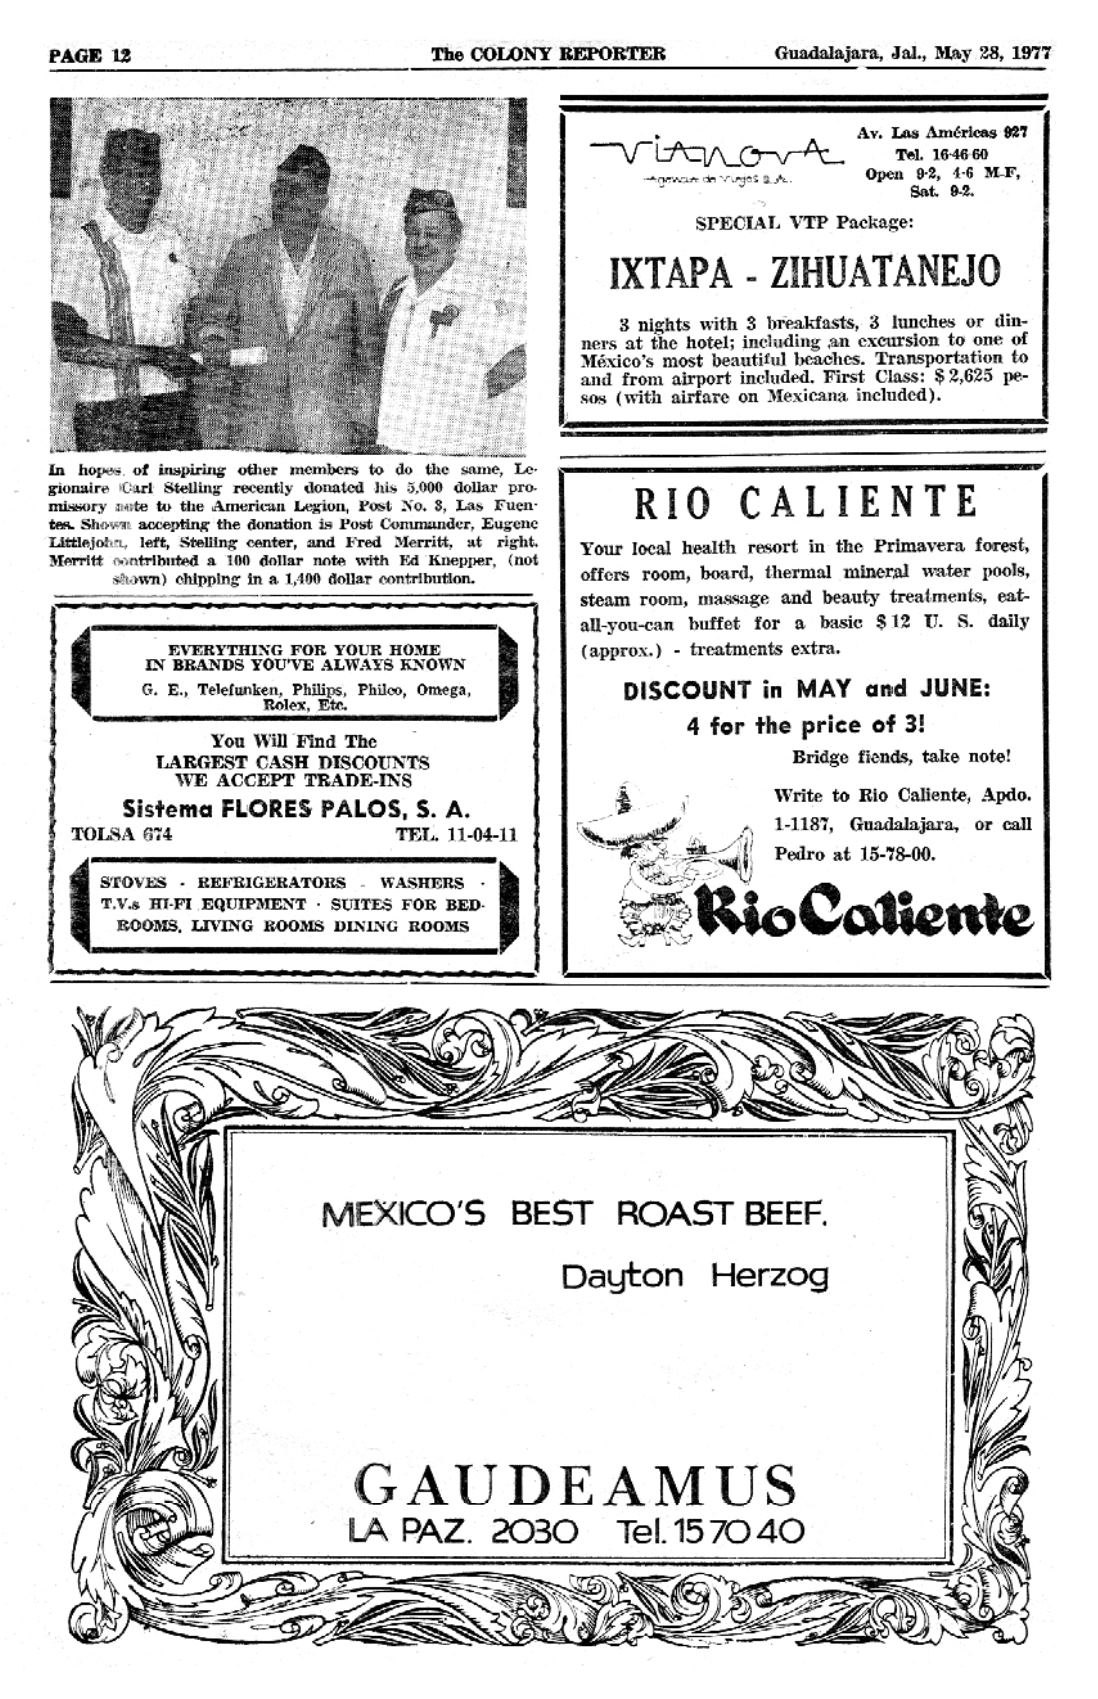 PAGE 12
The COLONY REPORTER
Guadalajara, Jal., May 28, 1977
In hopes of inspiring other members to do the same, Le-
gionaire Carl Stelling recently donated his 5,000 dollar pro-
missory note to the American Legion, Post No. 3, Las Fuen-
tes. Shown accepting the donation is Post Commander, Eugene
Littlejohn, left, Stelling center, and Fred Merritt, at right.
Merritt contributed a 100 dollar note with Ed Knepper, (not
shown) chipping in a 1,400 dollar contribution.
EVERYTHING FOR YOUR HOME
IN BRANDS YOU'VE ALWAYS KNOWN
G. E., Telefunken, Philips, Philco, Omega,
Rolex, Etc.
You Will Find The
LARGEST CASH DISCOUNTS
WE ACCEPT TRADE-INS
Sistema FLORES PALOS, S. A.
TOLSA 674 TEL. 11-04-11
STOVES - REFRIGERATORS - WASHERS -
T.V.s HI-FI EQUIPMENT - SUITES FOR BED-
ROOMS, LIVING ROOMS DINING ROOMS
VIANOVA
Agencia de Viajes S.A.
Av. Las Américas 927
Tel. 16-46-60
Open 9-2, 4-6 M-F,
Sat. 9-2.
SPECIAL VTP Package:
IXTAPA - ZIHUATANEJO
3 nights with 3 breakfasts, 3 lunches or din-
ners at the hotel; including an excursion to one of
México's most beautiful beaches. Transportation to
and from airport included. First Class: $2,625 pe-
sos (with airfare on Mexicana included).
RIO CALIENTE
Your local health resort in the Primavera forest,
offers room, board, thermal mineral water pools,
steam room, massage and beauty treatments, eat-
all-you-can buffet for a basic $12 U. S. daily
(approx.) - treatments extra.
DISCOUNT in MAY and JUNE:
4 for the price of 3!
Bridge fiends, take note!
Write to Rio Caliente, Apdo.
1-1187, Guadalajara, or call
Pedro at 15-78-00.
Rio Caliente
MEXICO'S BEST ROAST BEEF.
Dayton Herzog
GAUDEAMUS
LA PAZ. 2030 Tel. 15 70 40